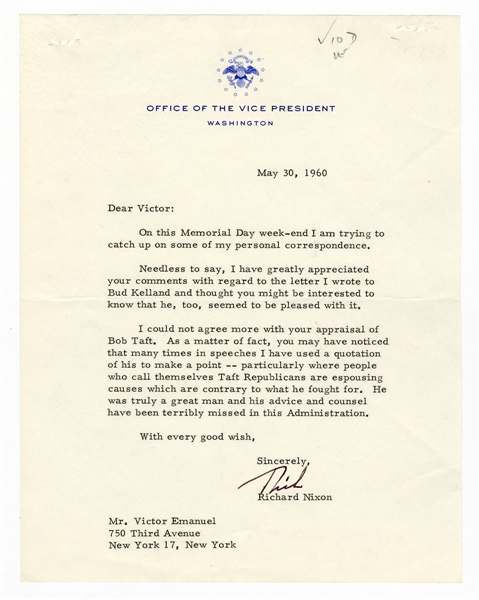 OFFICE OF THE VICE PRESIDENT
WASHINGTON
May 30, 1960
Dear Victor:
On this Memorial Day week-end I am trying to
catch up on some of my personal correspondence.
Needless to say, I have greatly appreciated
your comments with regard to the letter I wrote to
Bud Kelland and thought you might be interested to
know that he, too, seemed to be pleased with it.
I could not agree more with your appraisal of
Bob Taft. As a matter of fact, you may have noticed
that many times in speeches I have used a quotation
of his to make a point -- particularly where people
who call themselves Taft Republicans are espousing
causes which are contrary to what he fought for. He
was truly a great man and his advice and counsel
have been terribly missed in this Administration.
With every good wish,
Sincerely,
Dick
Richard Nixon
Mr. Victor Emanuel
750 Third Avenue
New York 17, New York